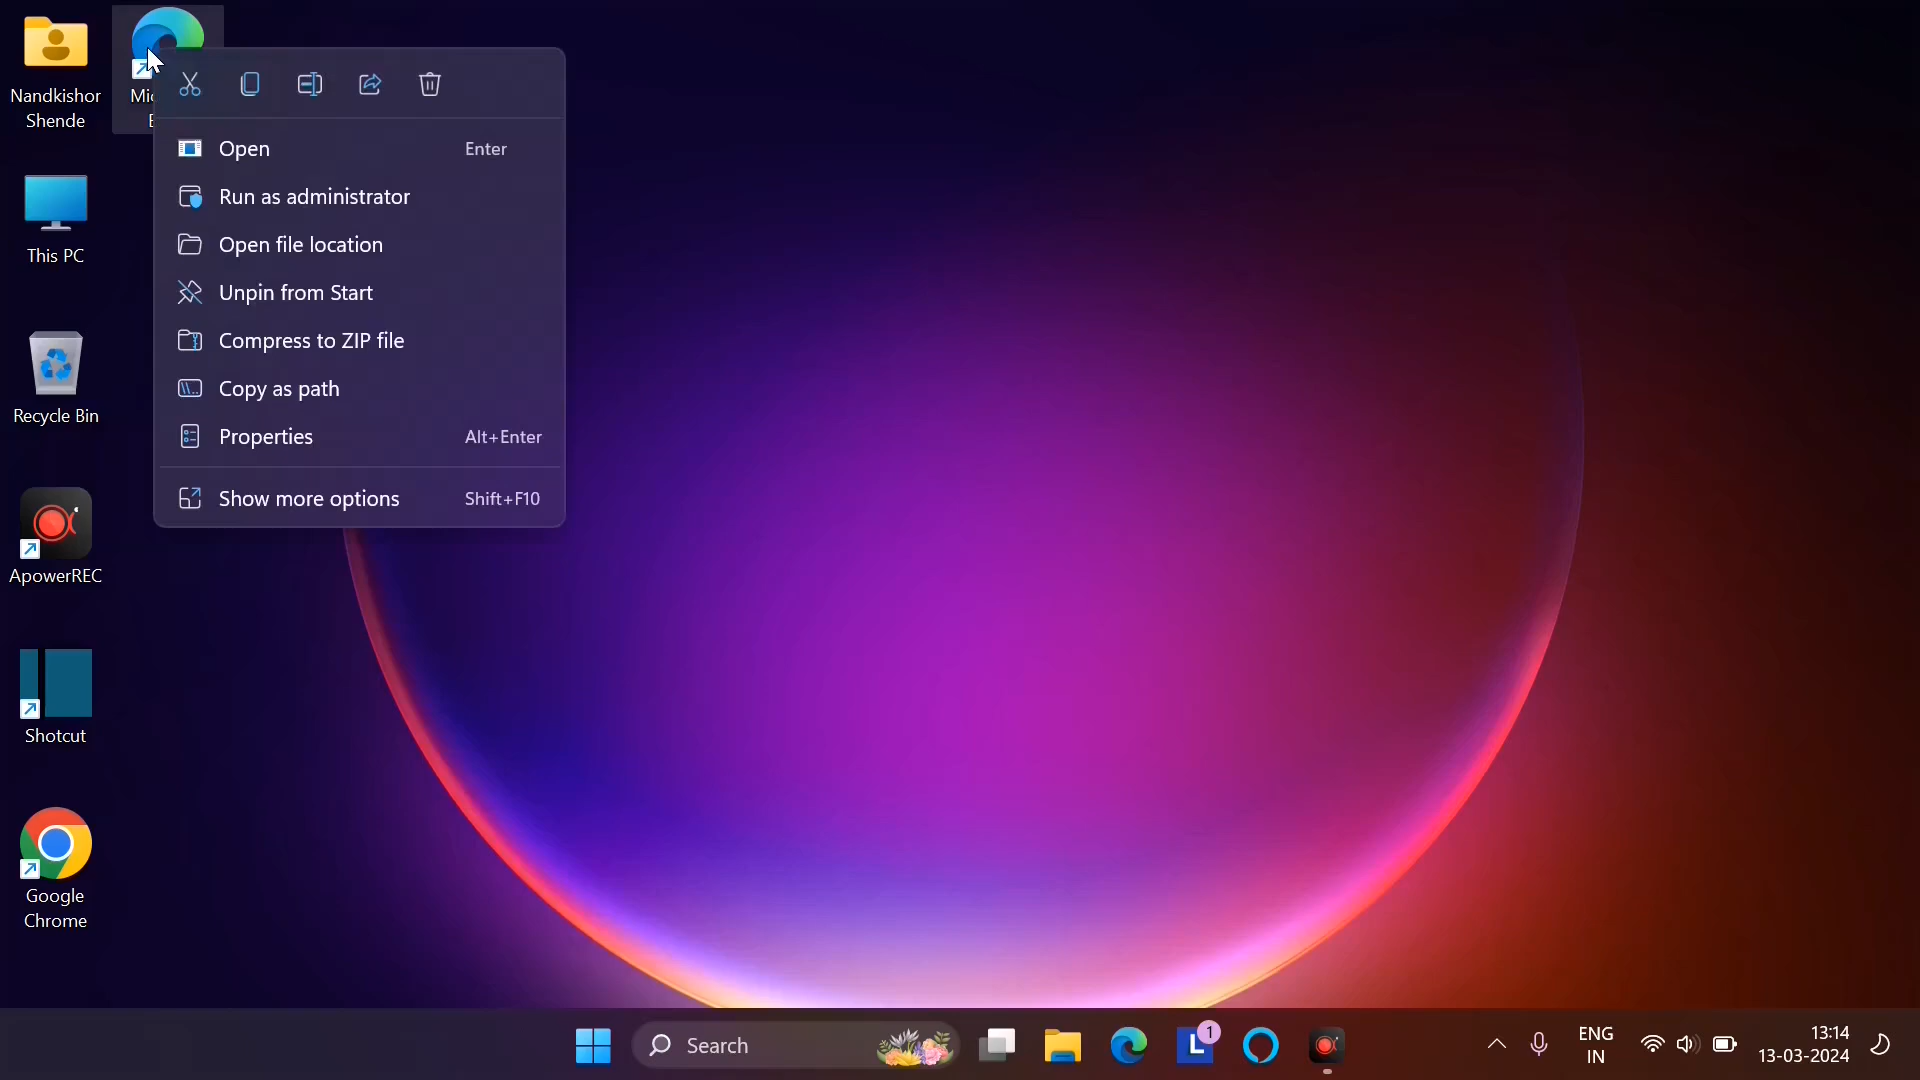 Nandkishor
Shende
This PC
Recycle Bin
ApowerREC
Shotcut
Google
Chrome
Open Enter
Run as administrator
Open file location
Unpin from Start
Compress to ZIP file
Copy as path
Properties Alt+Enter
Show more options Shift+F10
Search
L 1
ENG
IN
13:14
13-03-2024